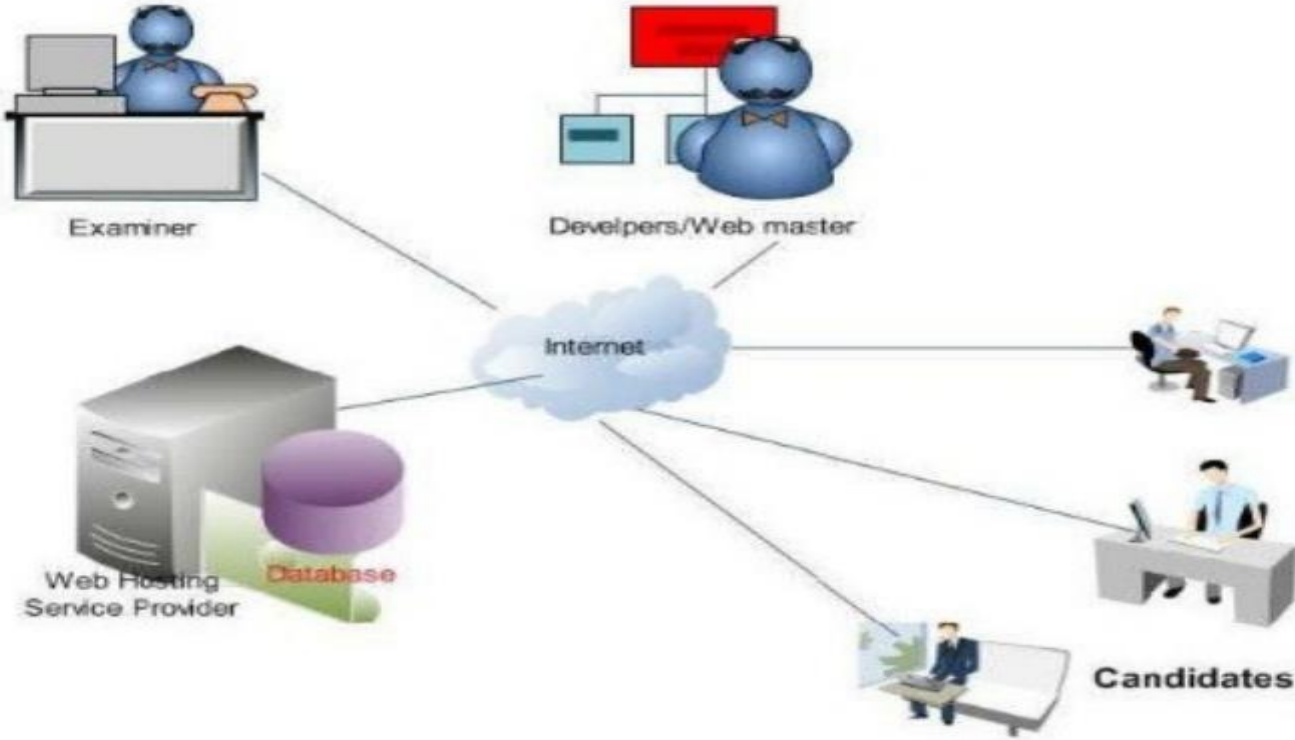 Examiner
Develpers/Web master
Internet
Web Hosting
Service Provider
Database
Candidates